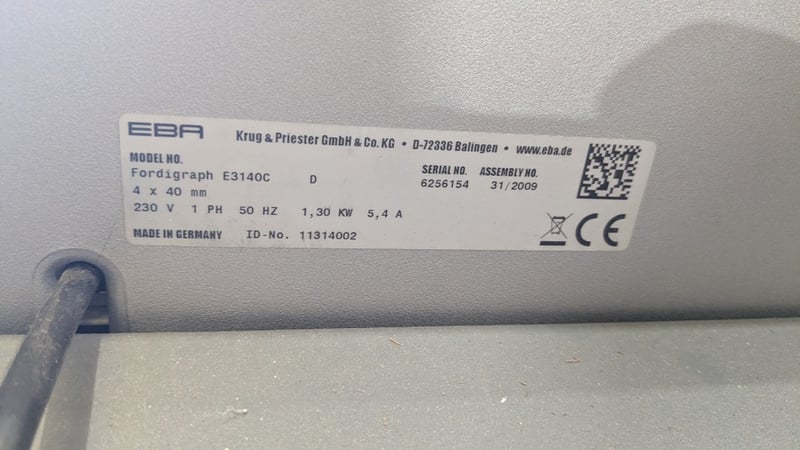 EBA Krug & Priester GmbH & Co. KG • D-72336 Balingen • www.eba.de
MODEL NO.
Fordigraph E3140C D
4 x 40 mm
230 V 1 PH 50 HZ 1,30 KW 5,4 A
SERIAL NO. ASSEMBLY NO.
6256154 31/2009
MADE IN GERMANY ID-No. 11314002
CE